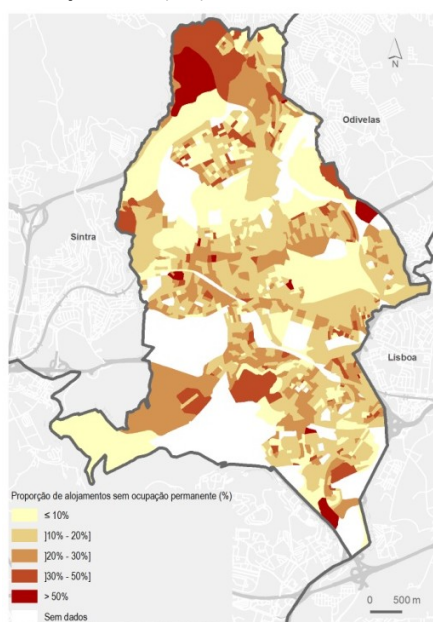 N
Odivelas
Sintra
Lisboa
Proporção de alojamentos sem ocupação permanente (%)
≤ 10%
]10% - 20%]
]20% - 30%]
]30% - 50%]
> 50%
Sem dados
0 500 m